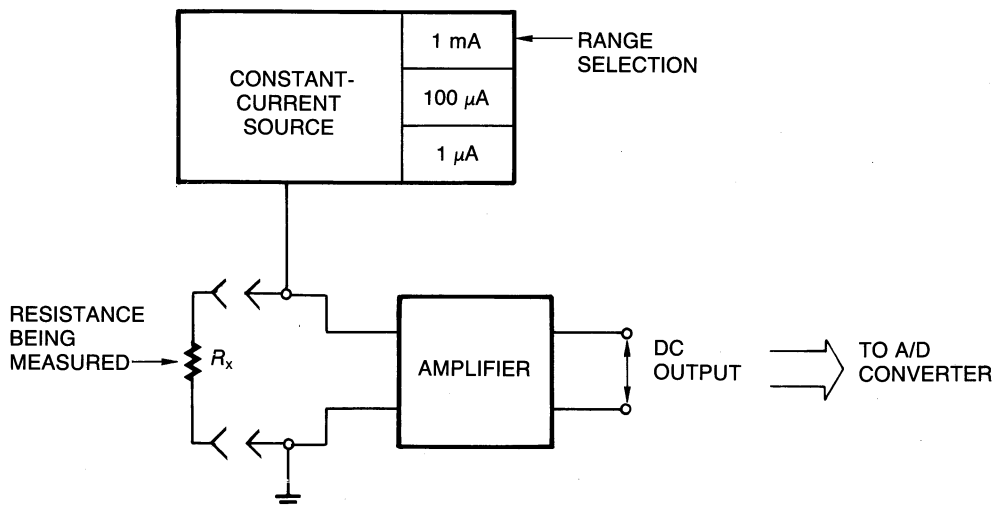 CONSTANT-
CURRENT
SOURCE
1 mA
100 µA
1 µA
RANGE
SELECTION
RESISTANCE
BEING
MEASURED
Rx
AMPLIFIER
DC
OUTPUT
TO A/D
CONVERTER